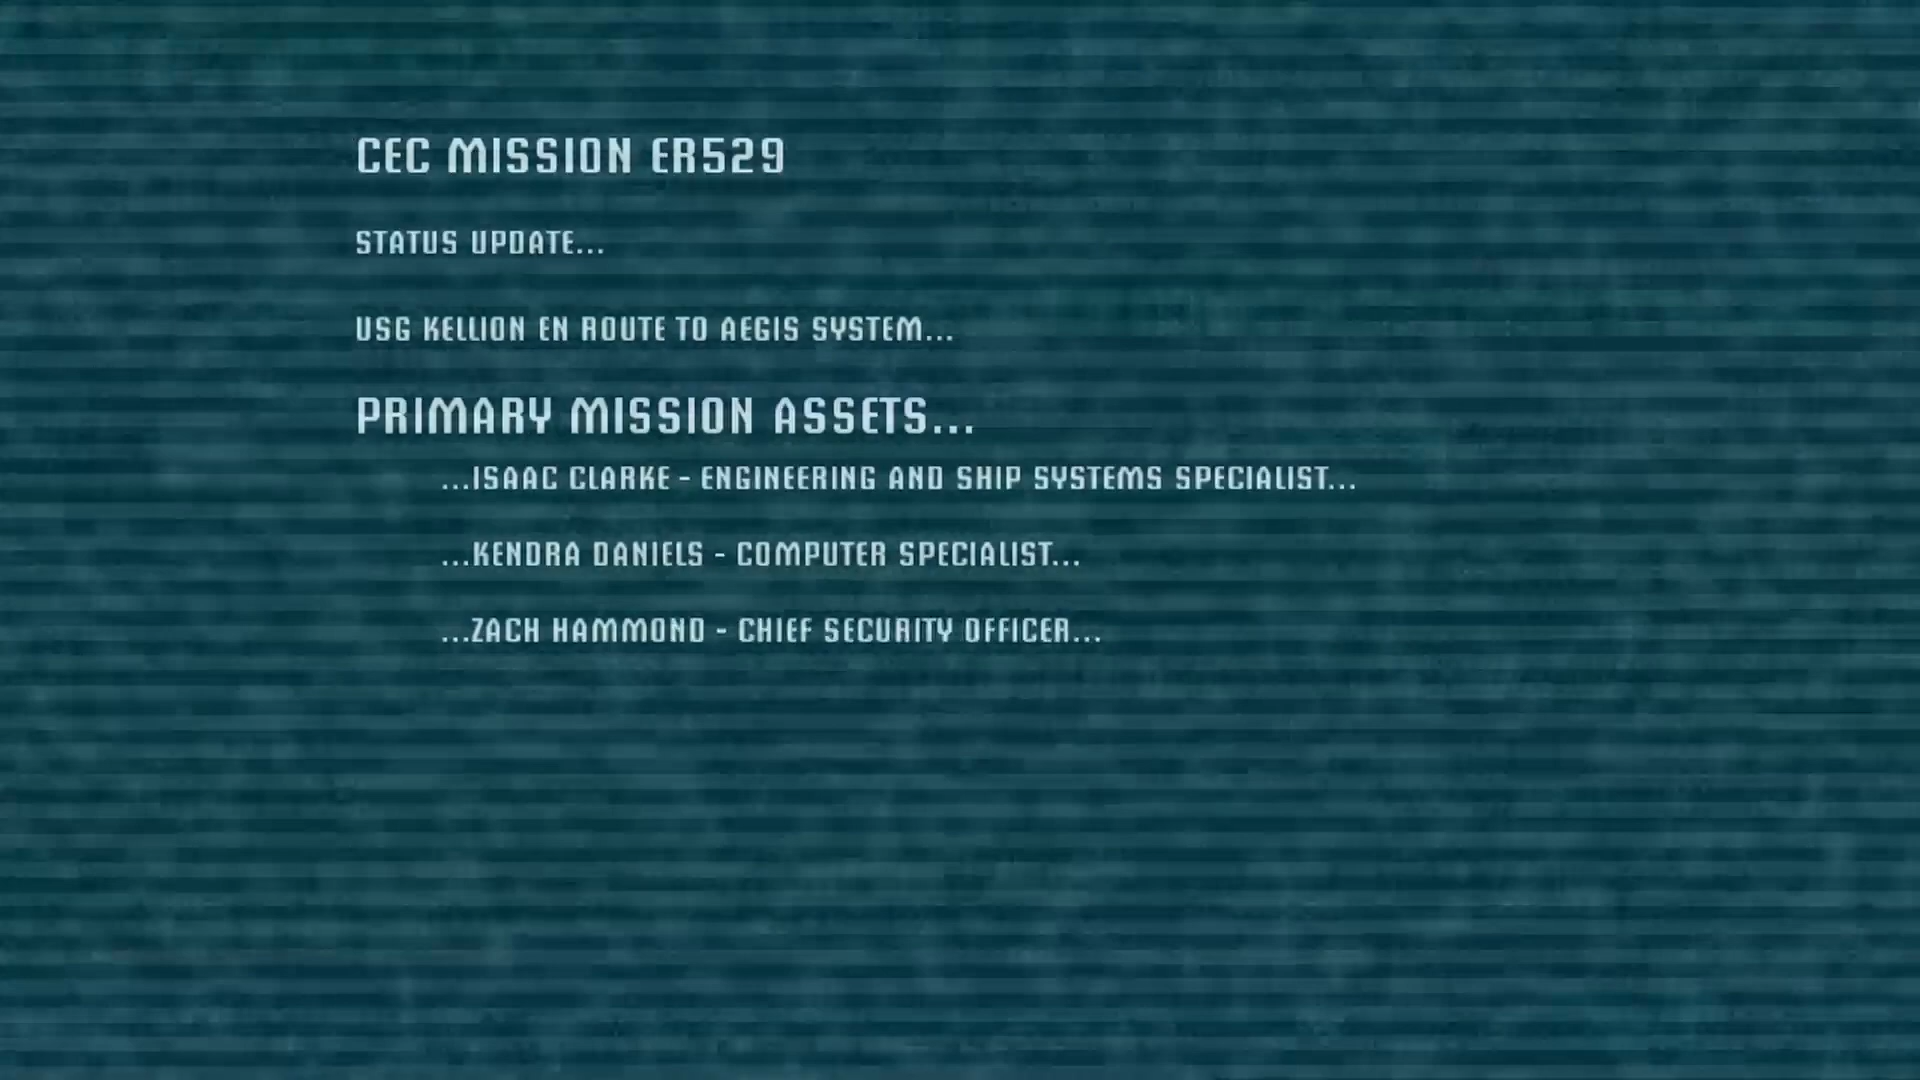 CEC MISSION ER529
STATUS UPDATE...
USG KELLION EN ROUTE TO AEGIS SYSTEM...
PRIMARY MISSION ASSETS...
...ISAAC CLARKE - ENGINEERING AND SHIP SYSTEMS SPECIALIST...
...KENDRA DANIELS - COMPUTER SPECIALIST...
...ZACH HAMMOND - CHIEF SECURITY OFFICER...